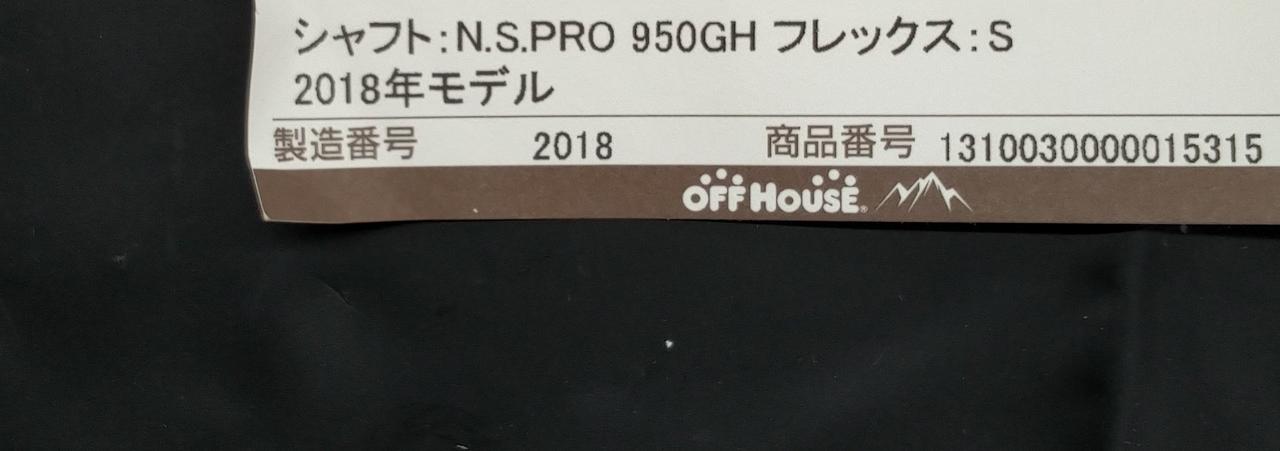 シャフト:N.S.PRO 950GH フレックス:S
2018年モデル
製造番号 2018 商品番号 1310030000015315
OFF HOUSE®